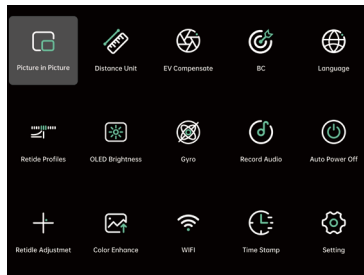 Picture in Picture
Distance Unit
EV Compensate
BC
Language
Retide Profiles
OLED Brightness
Gyro
Record Audio
Auto Power Off
Retidle Adjustmet
Color Enhance
WIFI
Time Stamp
Setting